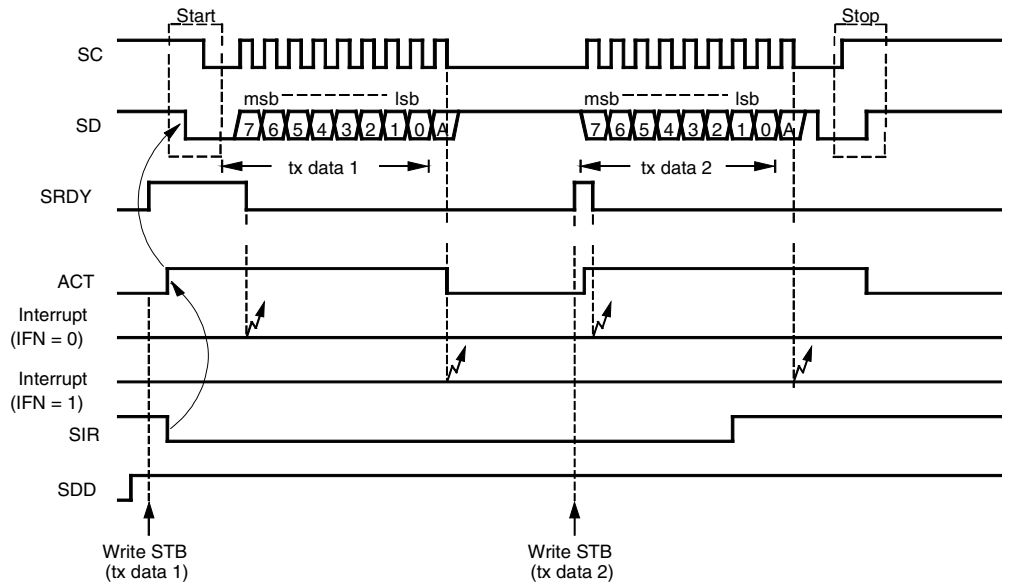 Start
Stop
SC
msb lsb msb lsb
SD 7 6 5 4 3 2 1 0 A 7 6 5 4 3 2 1 0 A
tx data 1 tx data 2
SRDY
ACT
Interrupt
(IFN = 0)
Interrupt
(IFN = 1)
SIR
SDD
Write STB
(tx data 1)
Write STB
(tx data 2)